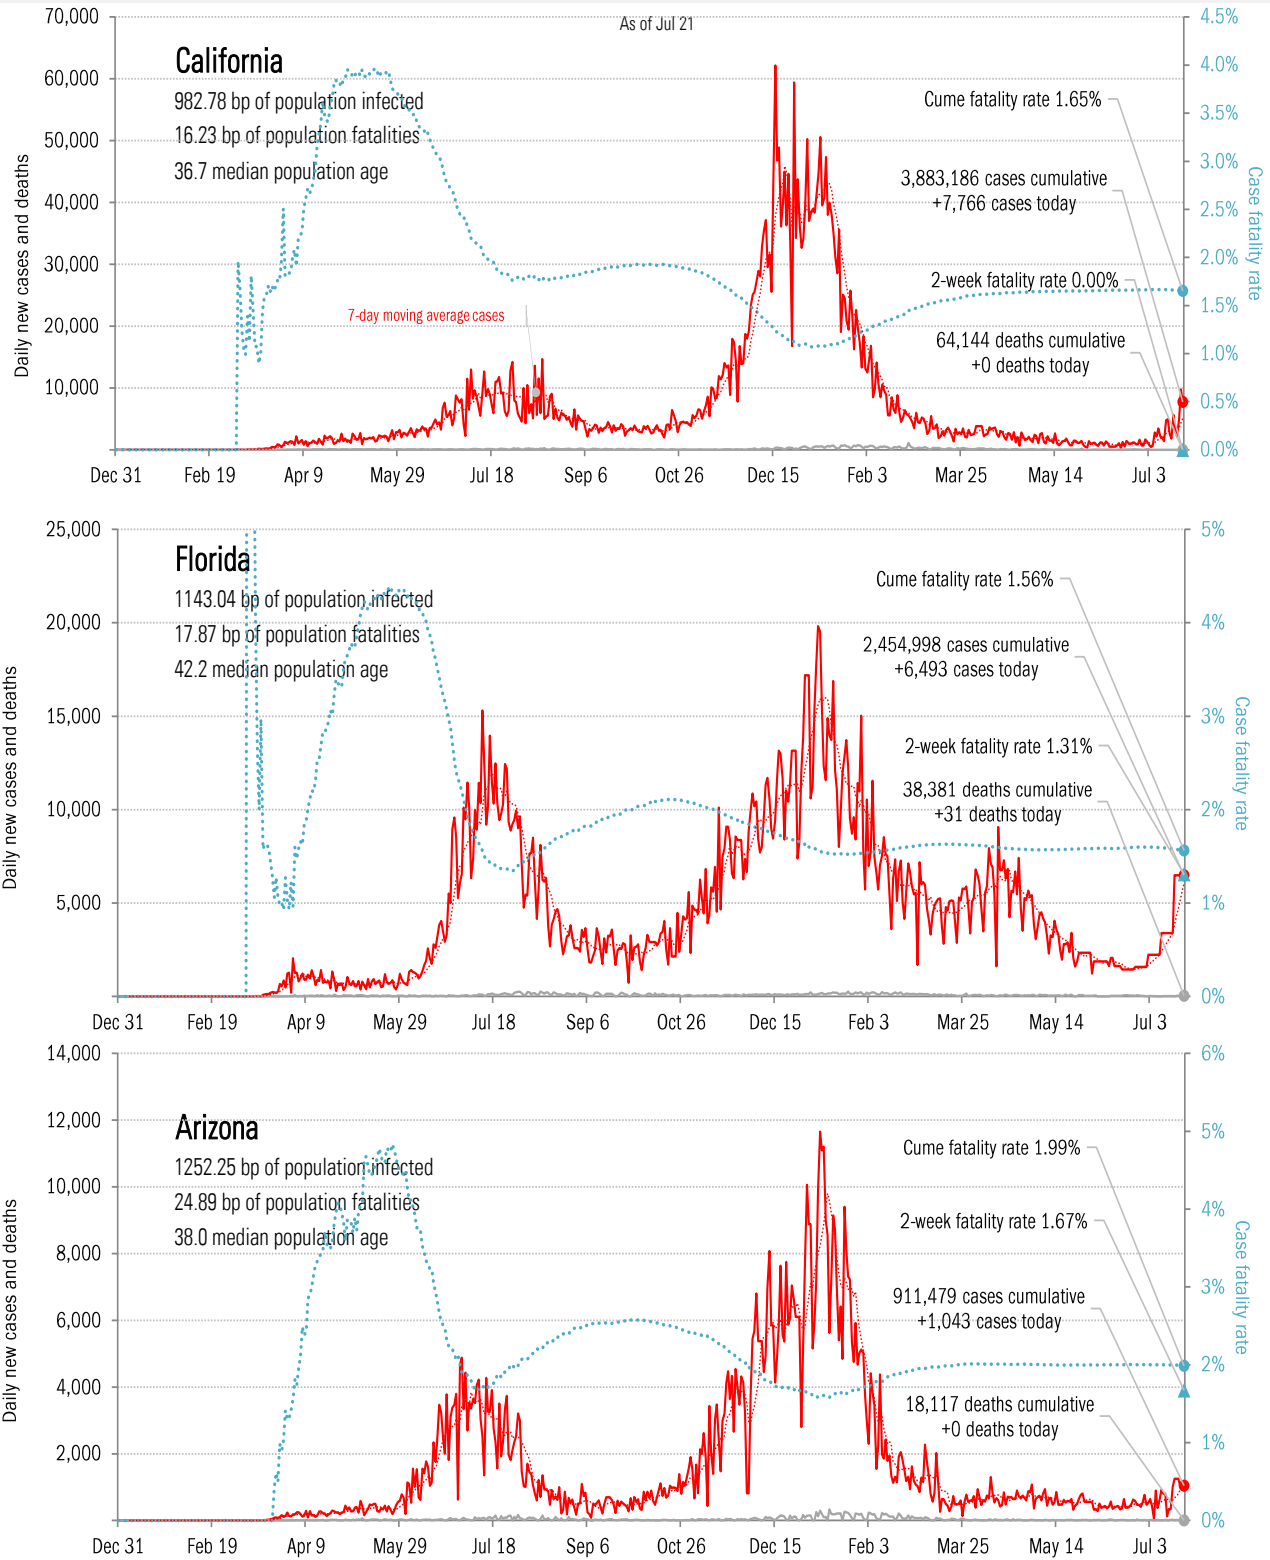 As of Jul 21
California
982.78 bp of population infected
16.23 bp of population fatalities
36.7 median population age
Daily new cases and deaths
70,000
60,000
50,000
40,000
30,000
20,000
10,000
4.5%
4.0%
3.5%
3.0%
2.5%
2.0%
1.5%
1.0%
0.5%
0.0%
Case fatality rate
Cume fatality rate 1.65%
3,883,186 cases cumulative
+7,766 cases today
2-week fatality rate 0.00%
64,144 deaths cumulative
+0 deaths today
7-day moving average cases
Dec 31 Feb 19 Apr 9 May 29 Jul 18 Sep 6 Oct 26 Dec 15 Feb 3 Mar 25 May 14 Jul 3
Florida
1143.04 bp of population infected
17.87 bp of population fatalities
42.2 median population age
Daily new cases and deaths
25,000
20,000
15,000
10,000
5,000
5%
4%
3%
2%
1%
0%
Case fatality rate
Cume fatality rate 1.56%
2,454,998 cases cumulative
+6,493 cases today
2-week fatality rate 1.31%
38,381 deaths cumulative
+31 deaths today
Dec 31 Feb 19 Apr 9 May 29 Jul 18 Sep 6 Oct 26 Dec 15 Feb 3 Mar 25 May 14 Jul 3
Arizona
1252.25 bp of population infected
24.89 bp of population fatalities
38.0 median population age
Daily new cases and deaths
14,000
12,000
10,000
8,000
6,000
4,000
2,000
6%
5%
4%
3%
2%
1%
0%
Case fatality rate
Cume fatality rate 1.99%
2-week fatality rate 1.67%
911,479 cases cumulative
+1,043 cases today
18,117 deaths cumulative
+0 deaths today
Dec 31 Feb 19 Apr 9 May 29 Jul 18 Sep 6 Oct 26 Dec 15 Feb 3 Mar 25 May 14 Jul 3